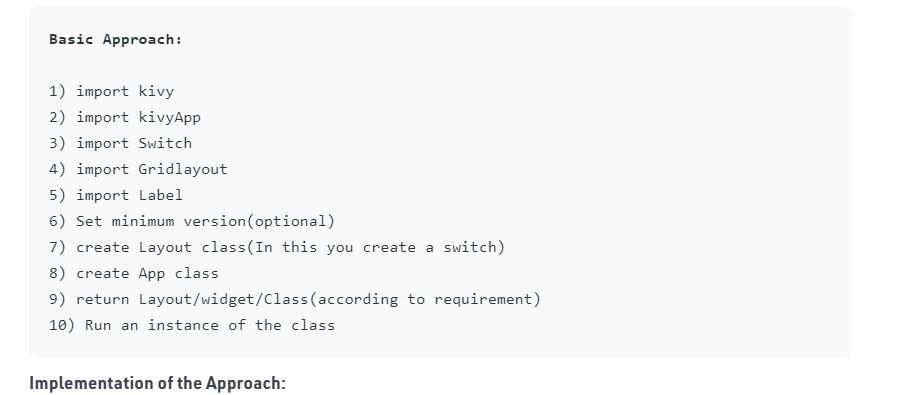 Basic Approach:
1) import kivy
2) import kivyApp
3) import Switch
4) import Gridlayout
5) import Label
6) Set minimum version(optional)
7) create Layout class(In this you create a switch)
8) create App class
9) return Layout/widget/Class(according to requirement)
10) Run an instance of the class
Implementation of the Approach: